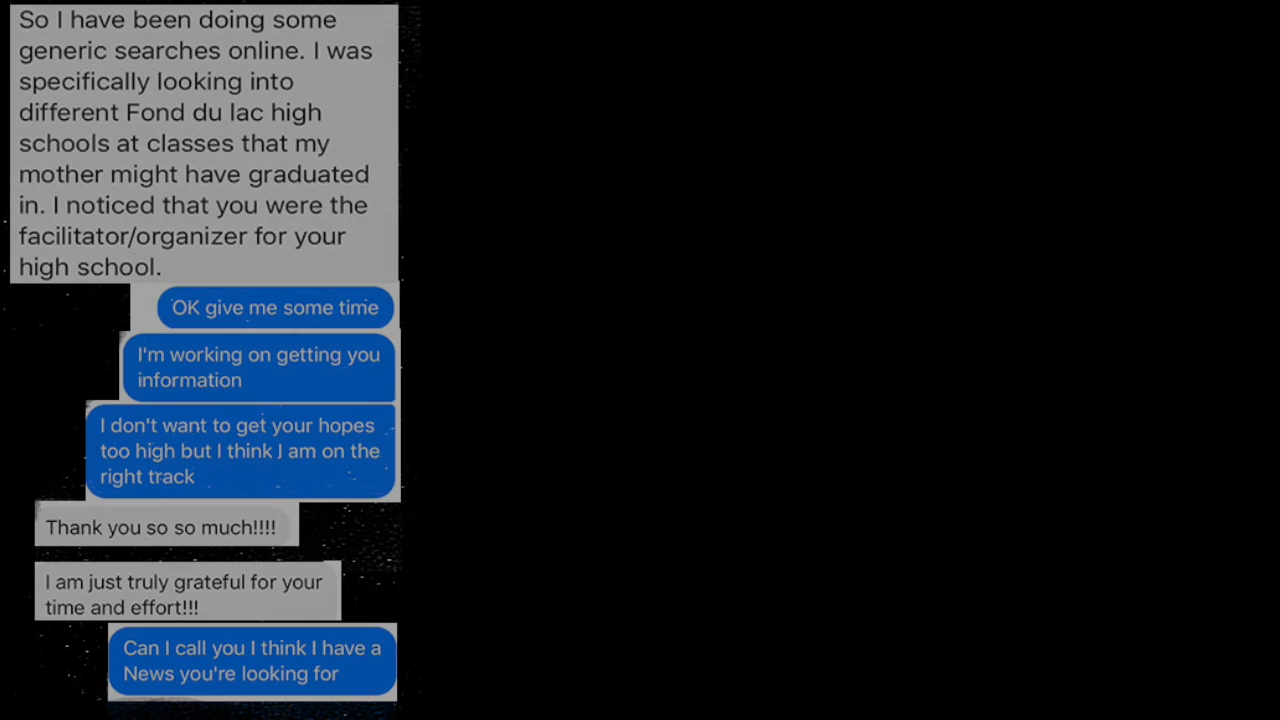 So I have been doing some
generic searches online. I was
specifically looking into
different Fond du lac high
schools at classes that my
mother might have graduated
in. I noticed that you were the
facilitator/organizer for your
high school.
OK give me some time
I'm working on getting you
information
I don't want to get your hopes
too high but I think I am on the
right track
Thank you so so much!!!!
I am just truly grateful for your
time and effort!!!
Can I call you I think I have a
News you're looking for